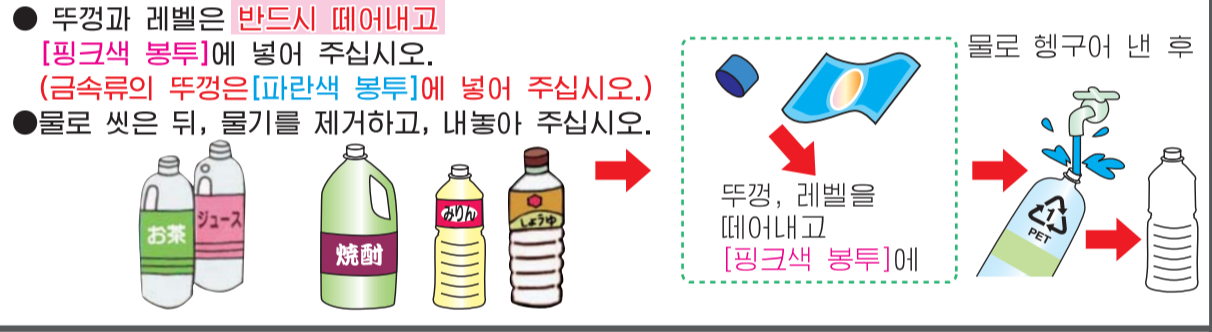 ● 뚜껑과 레벨은 반드시 떼어내고
[핑크색 봉투]에 넣어 주십시오.
(금속류의 뚜껑은[파란색 봉투]에 넣어 주십시오.)
●물로 씻은 뒤, 물기를 제거하고, 내놓아 주십시오.
お茶
ジュース
焼酎
みりん
しょうゆ
뚜껑, 레벨을
떼어내고
[핑크색 봉투]에
물로 헹구어 낸 후
1
PET